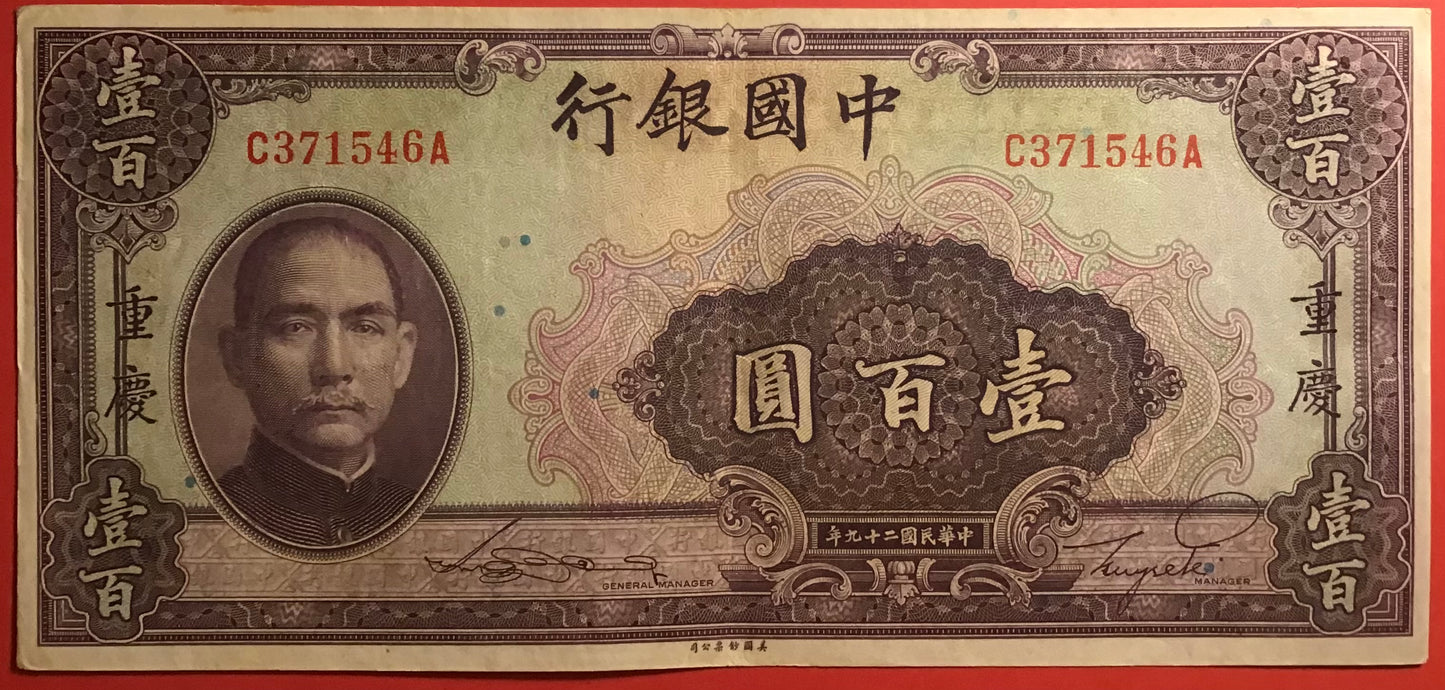 中國銀行
壹百
壹百
C371546A
C371546A
重慶
重慶
壹百圓
壹百
壹百
中華民國二十九年
GENERAL MANAGER
MANAGER
美國鈔票公司